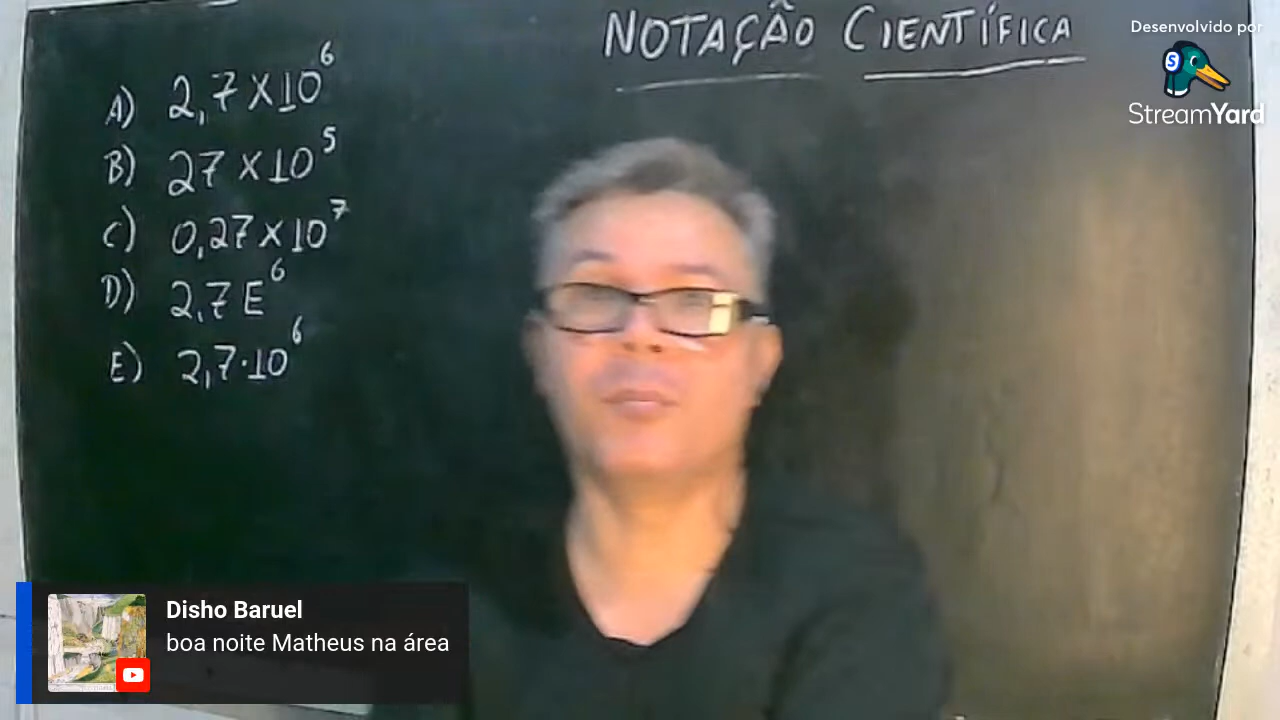 NOTAÇÃO CIENTÍFICA
Desenvolvido por
StreamYard
A) 2,7 X 10⁶
B) 27 X 10⁵
C) 0,27 X 10⁷
D) 2,7 E⁶
E) 2,7·10⁶
Disho Baruel
boa noite Matheus na área